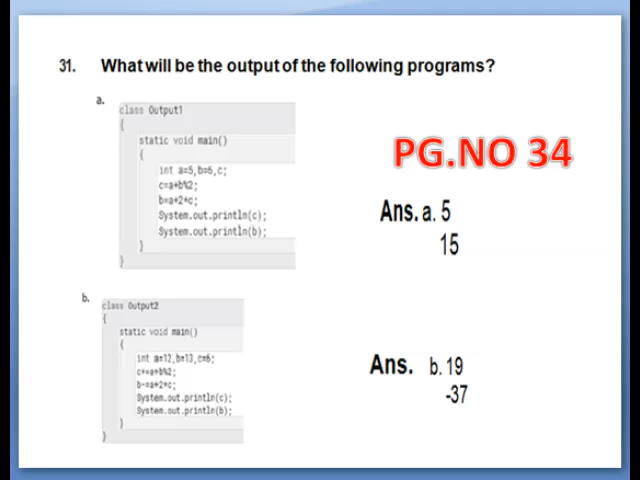 31. What will be the output of the following programs?
a.
class Output1
{
static void main()
{
int a=5,b=6,c;
c=a+b%2;
b=a+2*c;
System.out.println(c);
System.out.println(b);
}
}
PG.NO 34
Ans. a. 5
15
b.
class Output2
{
static void main()
{
int a=12,b=13,c=6;
c+=a+b%2;
b-=a+2*c;
System.out.println(c);
System.out.println(b);
}
}
Ans. b. 19
-37